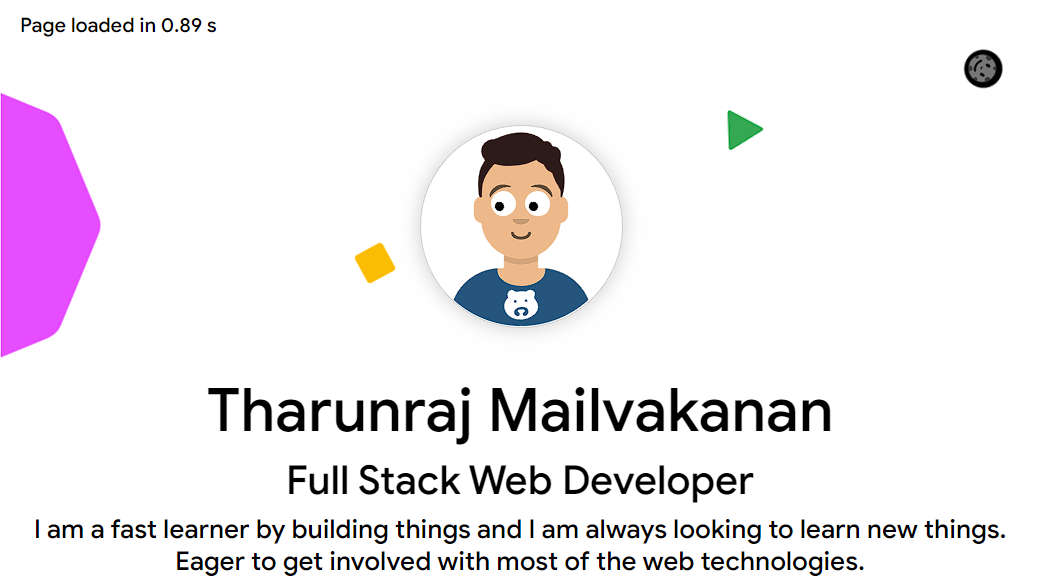 Page loaded in 0.89 s
Tharunraj Mailvakanan
Full Stack Web Developer
I am a fast learner by building things and I am always looking to learn new things.
Eager to get involved with most of the web technologies.